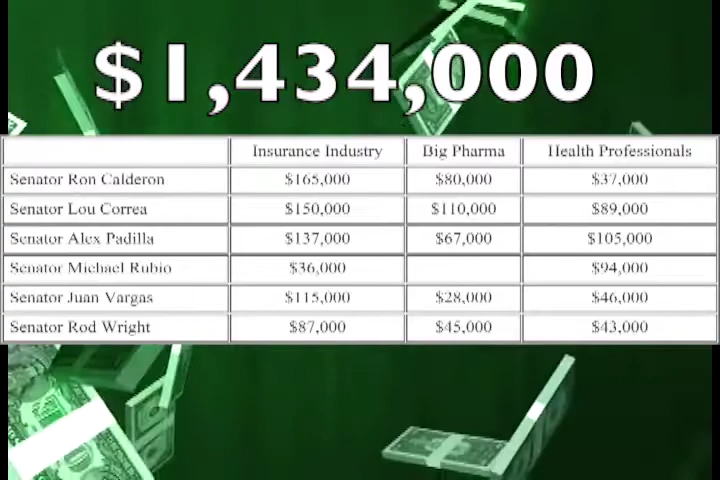 $1,434,000
Insurance Industry Big Pharma Health Professionals
Senator Ron Calderon $165,000 $80,000 $37,000
Senator Lou Correa $150,000 $110,000 $89,000
Senator Alex Padilla $137,000 $67,000 $105,000
Senator Michael Rubio $36,000 $94,000
Senator Juan Vargas $115,000 $28,000 $46,000
Senator Rod Wright $87,000 $45,000 $43,000